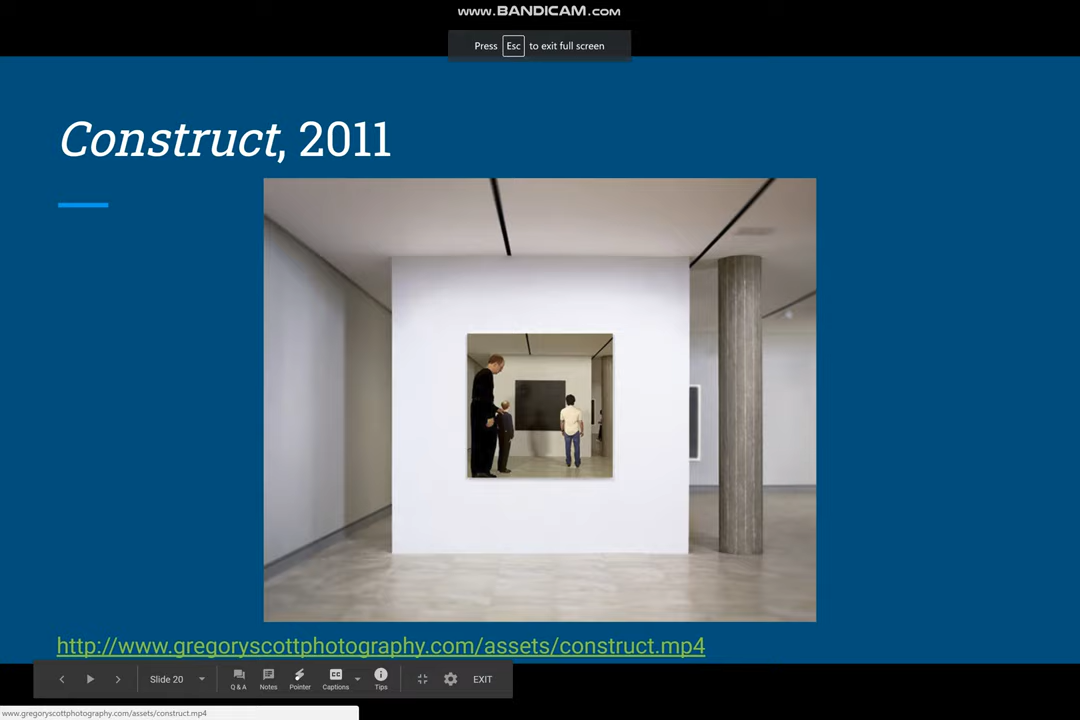 www.BANDICAM.com
Press Esc to exit full screen
Construct, 2011
http://www.gregoryscottphotography.com/assets/construct.mp4
Slide 20
Q & A
Notes
Pointer
CC
Captions
Tips
EXIT
www.gregoryscottphotography.com/assets/construct.mp4